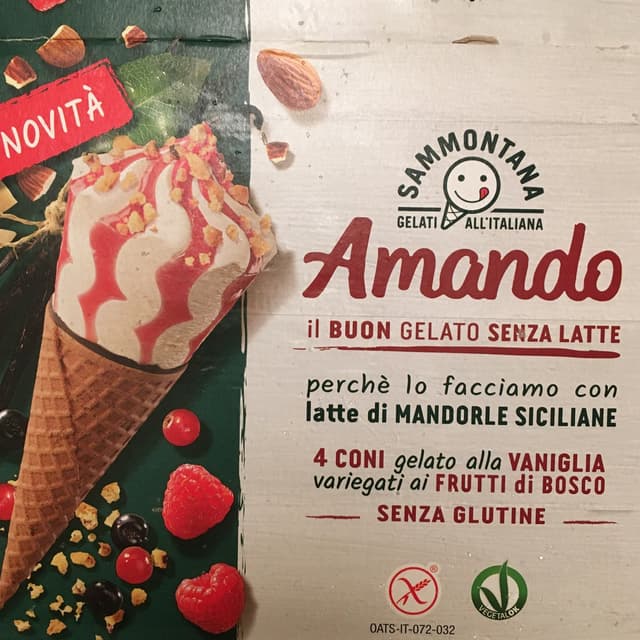 NOVITÀ
SAMMONTANA
GELATI ALL'ITALIANA
Amando
il BUON GELATO SENZA LATTE
perchè lo facciamo con
latte di MANDORLE SICILIANE
4 CONI gelato alla VANIGLIA
variegati ai FRUTTI di BOSCO
SENZA GLUTINE
OATS-IT-072-032
VEGETALOK